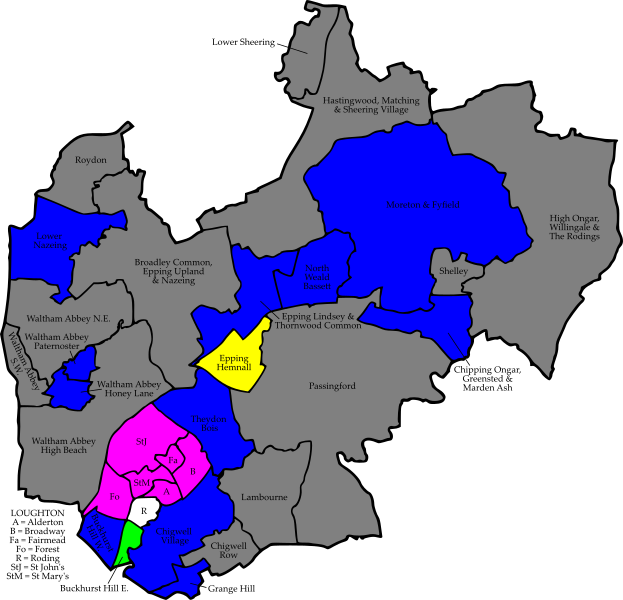 Lower Sheering
Hastingwood, Matching
& Sheering Village
Roydon
High Ongar,
Willingale &
The Rodings
Lower
Nazeing
Broadley Common,
Epping Upland
& Nazeing
North
Weald
Shelley
Waltham Abbey N.E.
Epping Lindsey &
Thornwood Common
Waltham Abbey
Paternoster
Waltham Abbey
S.W.
Epping
Hemnall
Chipping Ongar,
Greensted &
Marden Ash
Waltham Abbey
Honey Lane
Passingford
Theydon
Bois
Waltham Abbey
High Beach
StJ
Fa
B
StM
A
Fo
R
Lambourne
LOUGHTON
A = Alderton
B = Broadway
Fa = Fairmead
Fo = Forest
R = Roding
StJ = St John's
StM = St Mary's
Buckhurst
Hill W.
Chigwell
Village
Chigwell
Row
Buckhurst Hill E.
Grange Hill